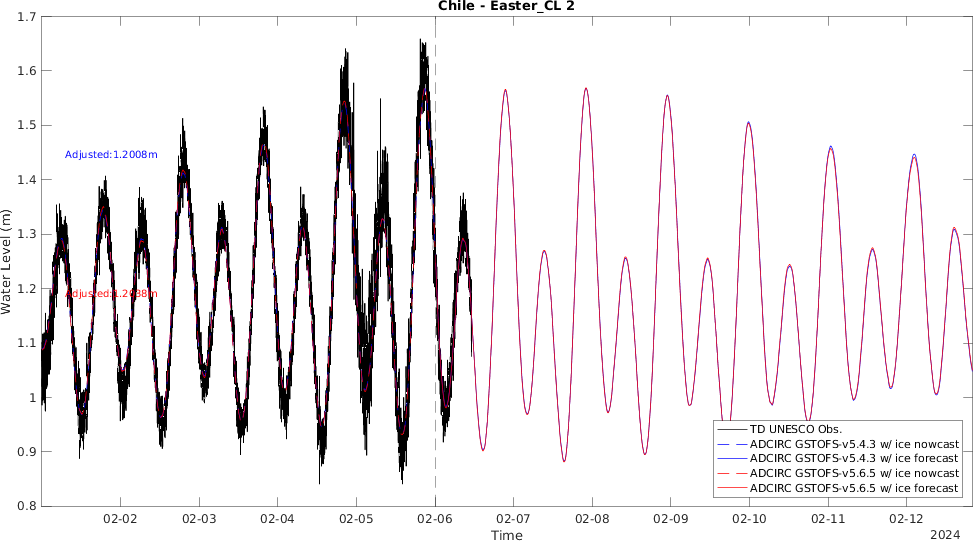 Chile - Easter_CL 2
1.7
1.6
1.5
1.4
1.3
1.2
1.1
1
0.9
0.8
Water Level (m)
Adjusted:1.2008m
TD UNESCO Obs.
ADCIRC GSTOFS-v5.4.3 w/ ice nowcast
ADCIRC GSTOFS-v5.4.3 w/ ice forecast
ADCIRC GSTOFS-v5.6.5 w/ ice nowcast
ADCIRC GSTOFS-v5.6.5 w/ ice forecast
02-02 02-03 02-04 02-05 02-06 02-07 02-08 02-09 02-10 02-11 02-12
Time
2024